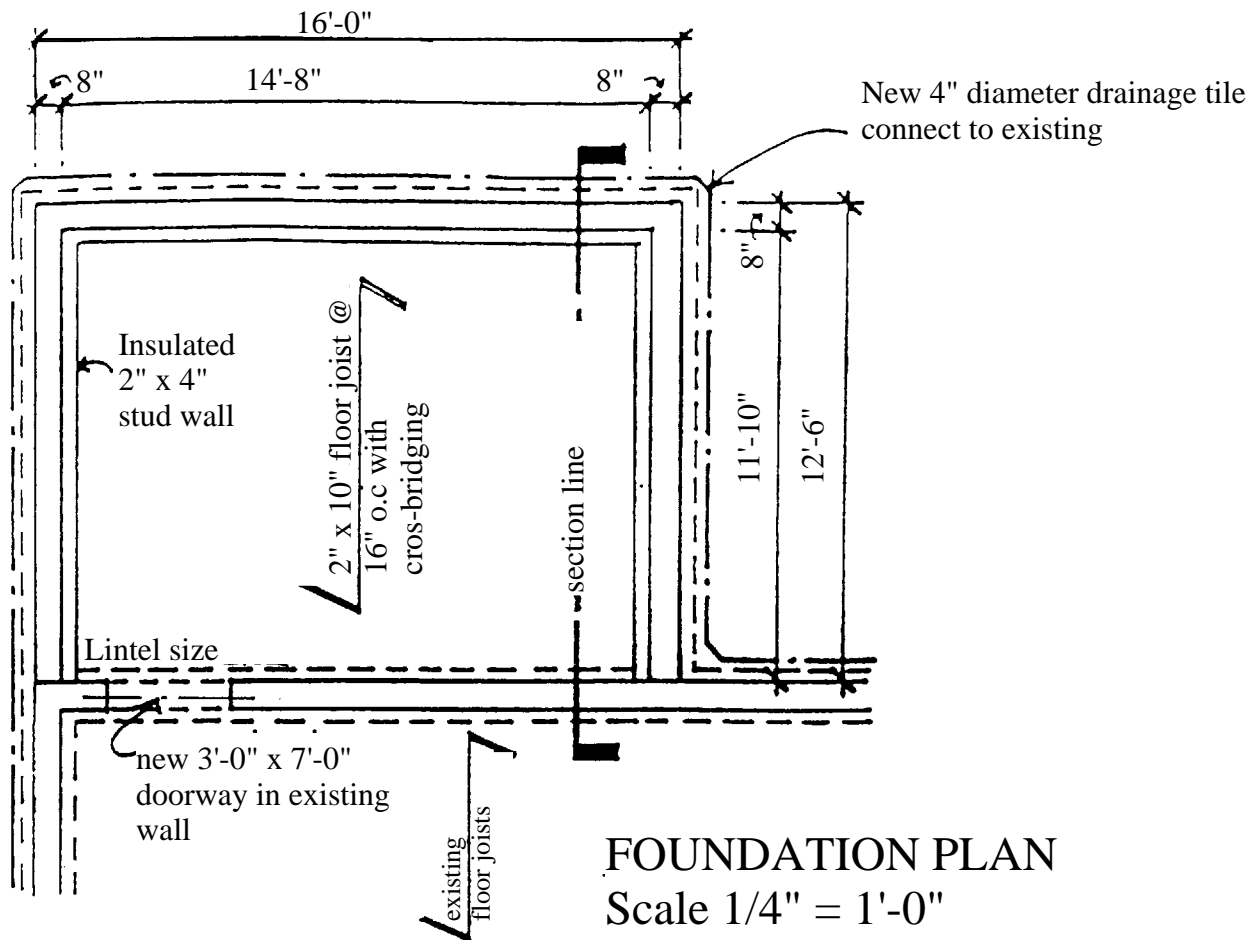 16'-0"
8"
14'-8"
8"
New 4" diameter drainage tile
connect to existing
8"
Insulated
2" x 4"
stud wall
2" x 10" floor joist @
16" o.c with
cros-bridging
section line
11'-10"
12'-6"
Lintel size
new 3'-0" x 7'-0"
doorway in existing
wall
existing
floor joists
FOUNDATION PLAN
Scale 1/4" = 1'-0"